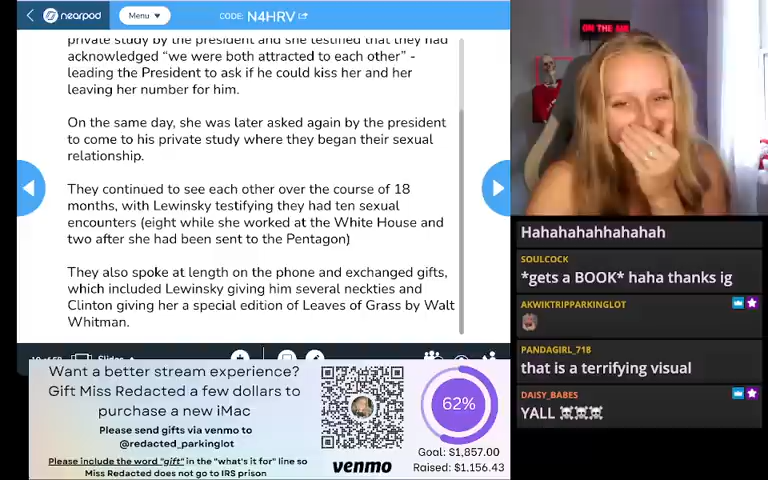 nearpod
Menu
CODE: N4HRV
private study by the president and she testified that they had
acknowledged “we were both attracted to each other” -
leading the President to ask if he could kiss her and her
leaving her number for him.
On the same day, she was later asked again by the president
to come to his private study where they began their sexual
relationship.
They continued to see each other over the course of 18
months, with Lewinsky testifying they had ten sexual
encounters (eight while she worked at the White House and
two after she had been sent to the Pentagon)
They also spoke at length on the phone and exchanged gifts,
which included Lewinsky giving him several neckties and
Clinton giving her a special edition of Leaves of Grass by Walt
Whitman.
Want a better stream experience?
Gift Miss Redacted a few dollars to
purchase a new iMac
Please send gifts via venmo to
@redacted_parkinglot
Please include the word "gift" in the "what's it for" line so
Miss Redacted does not go to IRS prison
venmo
62%
Goal: $1,857.00
Raised: $1,156.43
ON THE
Hahahahahhahahah
SOULCOCK
*gets a BOOK* haha thanks ig
AKWIKTRIPPARKINGLOT
PANDAGIRL_718
that is a terrifying visual
DAISY_BABES
YALL ☠️☠️☠️